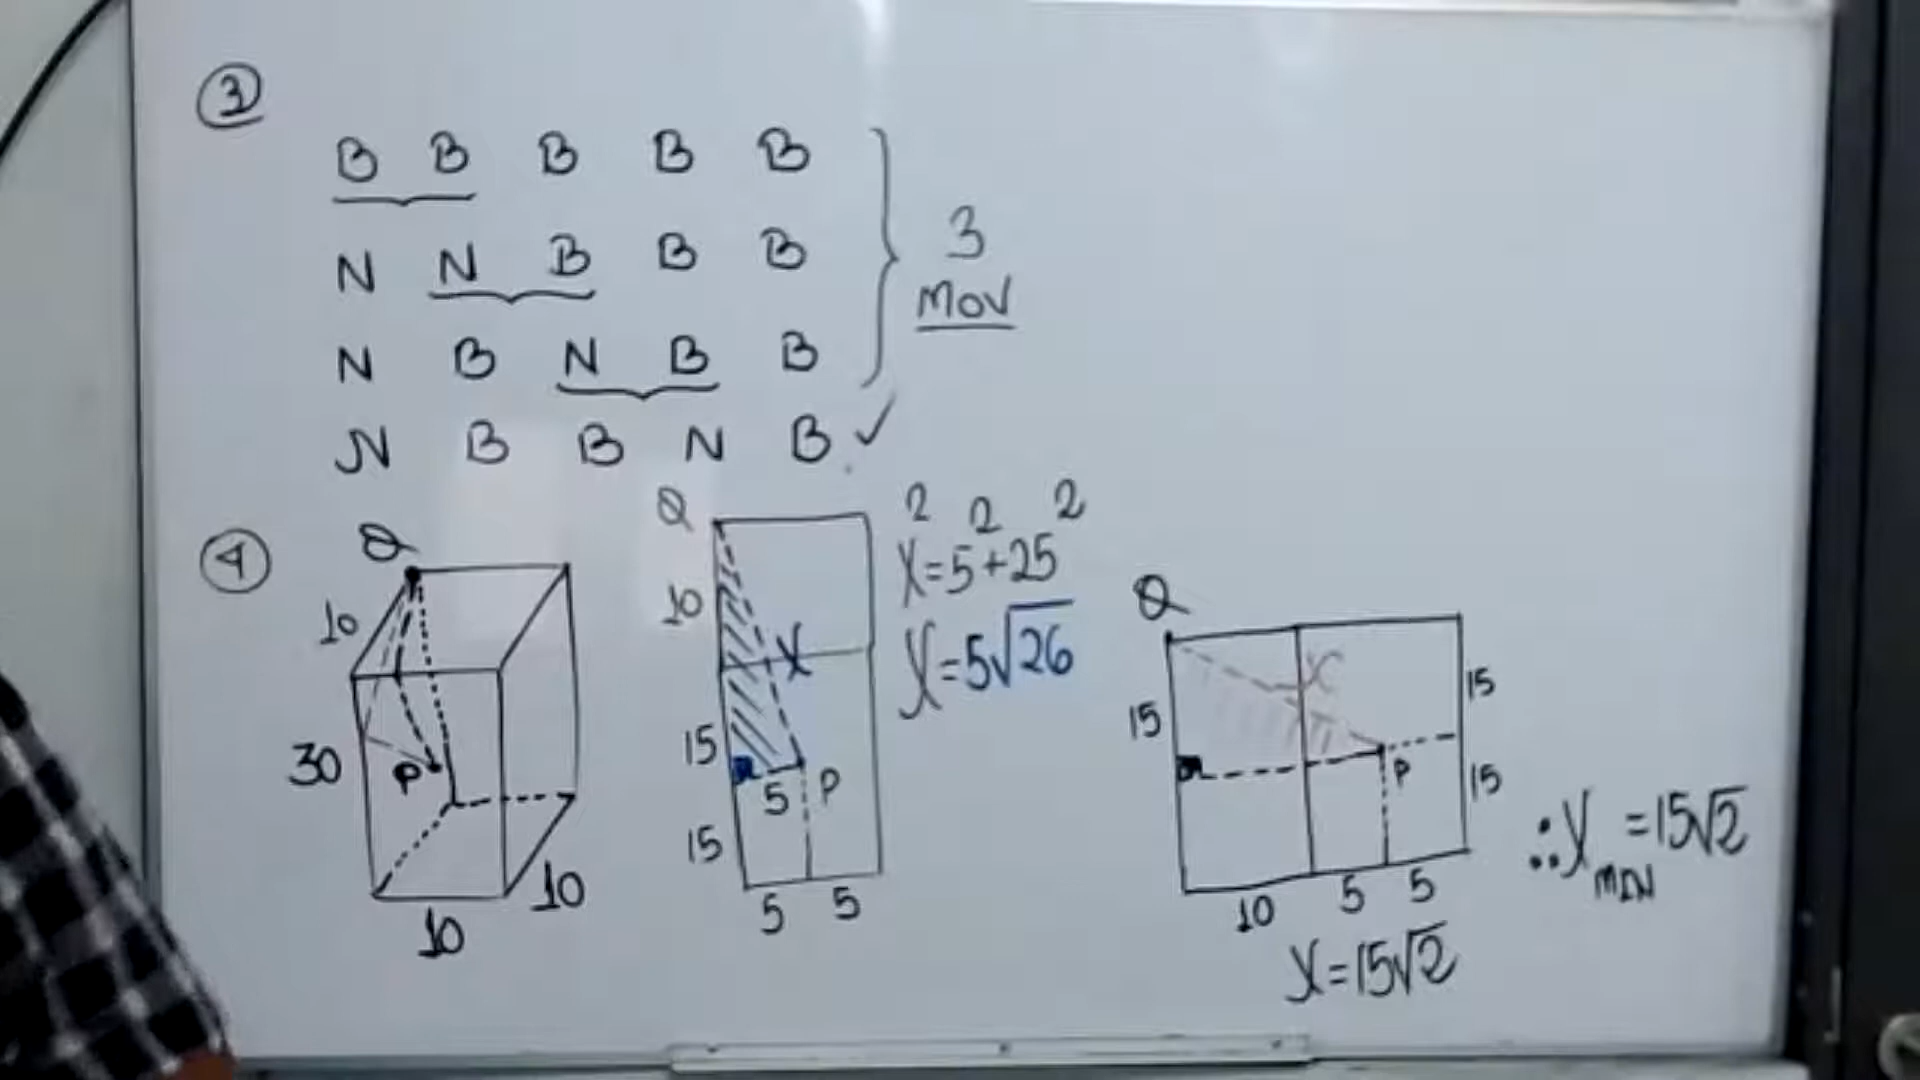 3
B B B B B
N N B B B
N B N B B
N B B N B ✓
3
MOV
4
Q
10
30
P
10
10
Q
10
X
15
5 P
15
5 5
x²=5²+25²
x=5√26
Q
15
x
15
P
15
10 5 5
x=15√2
∴x MIN =15√2